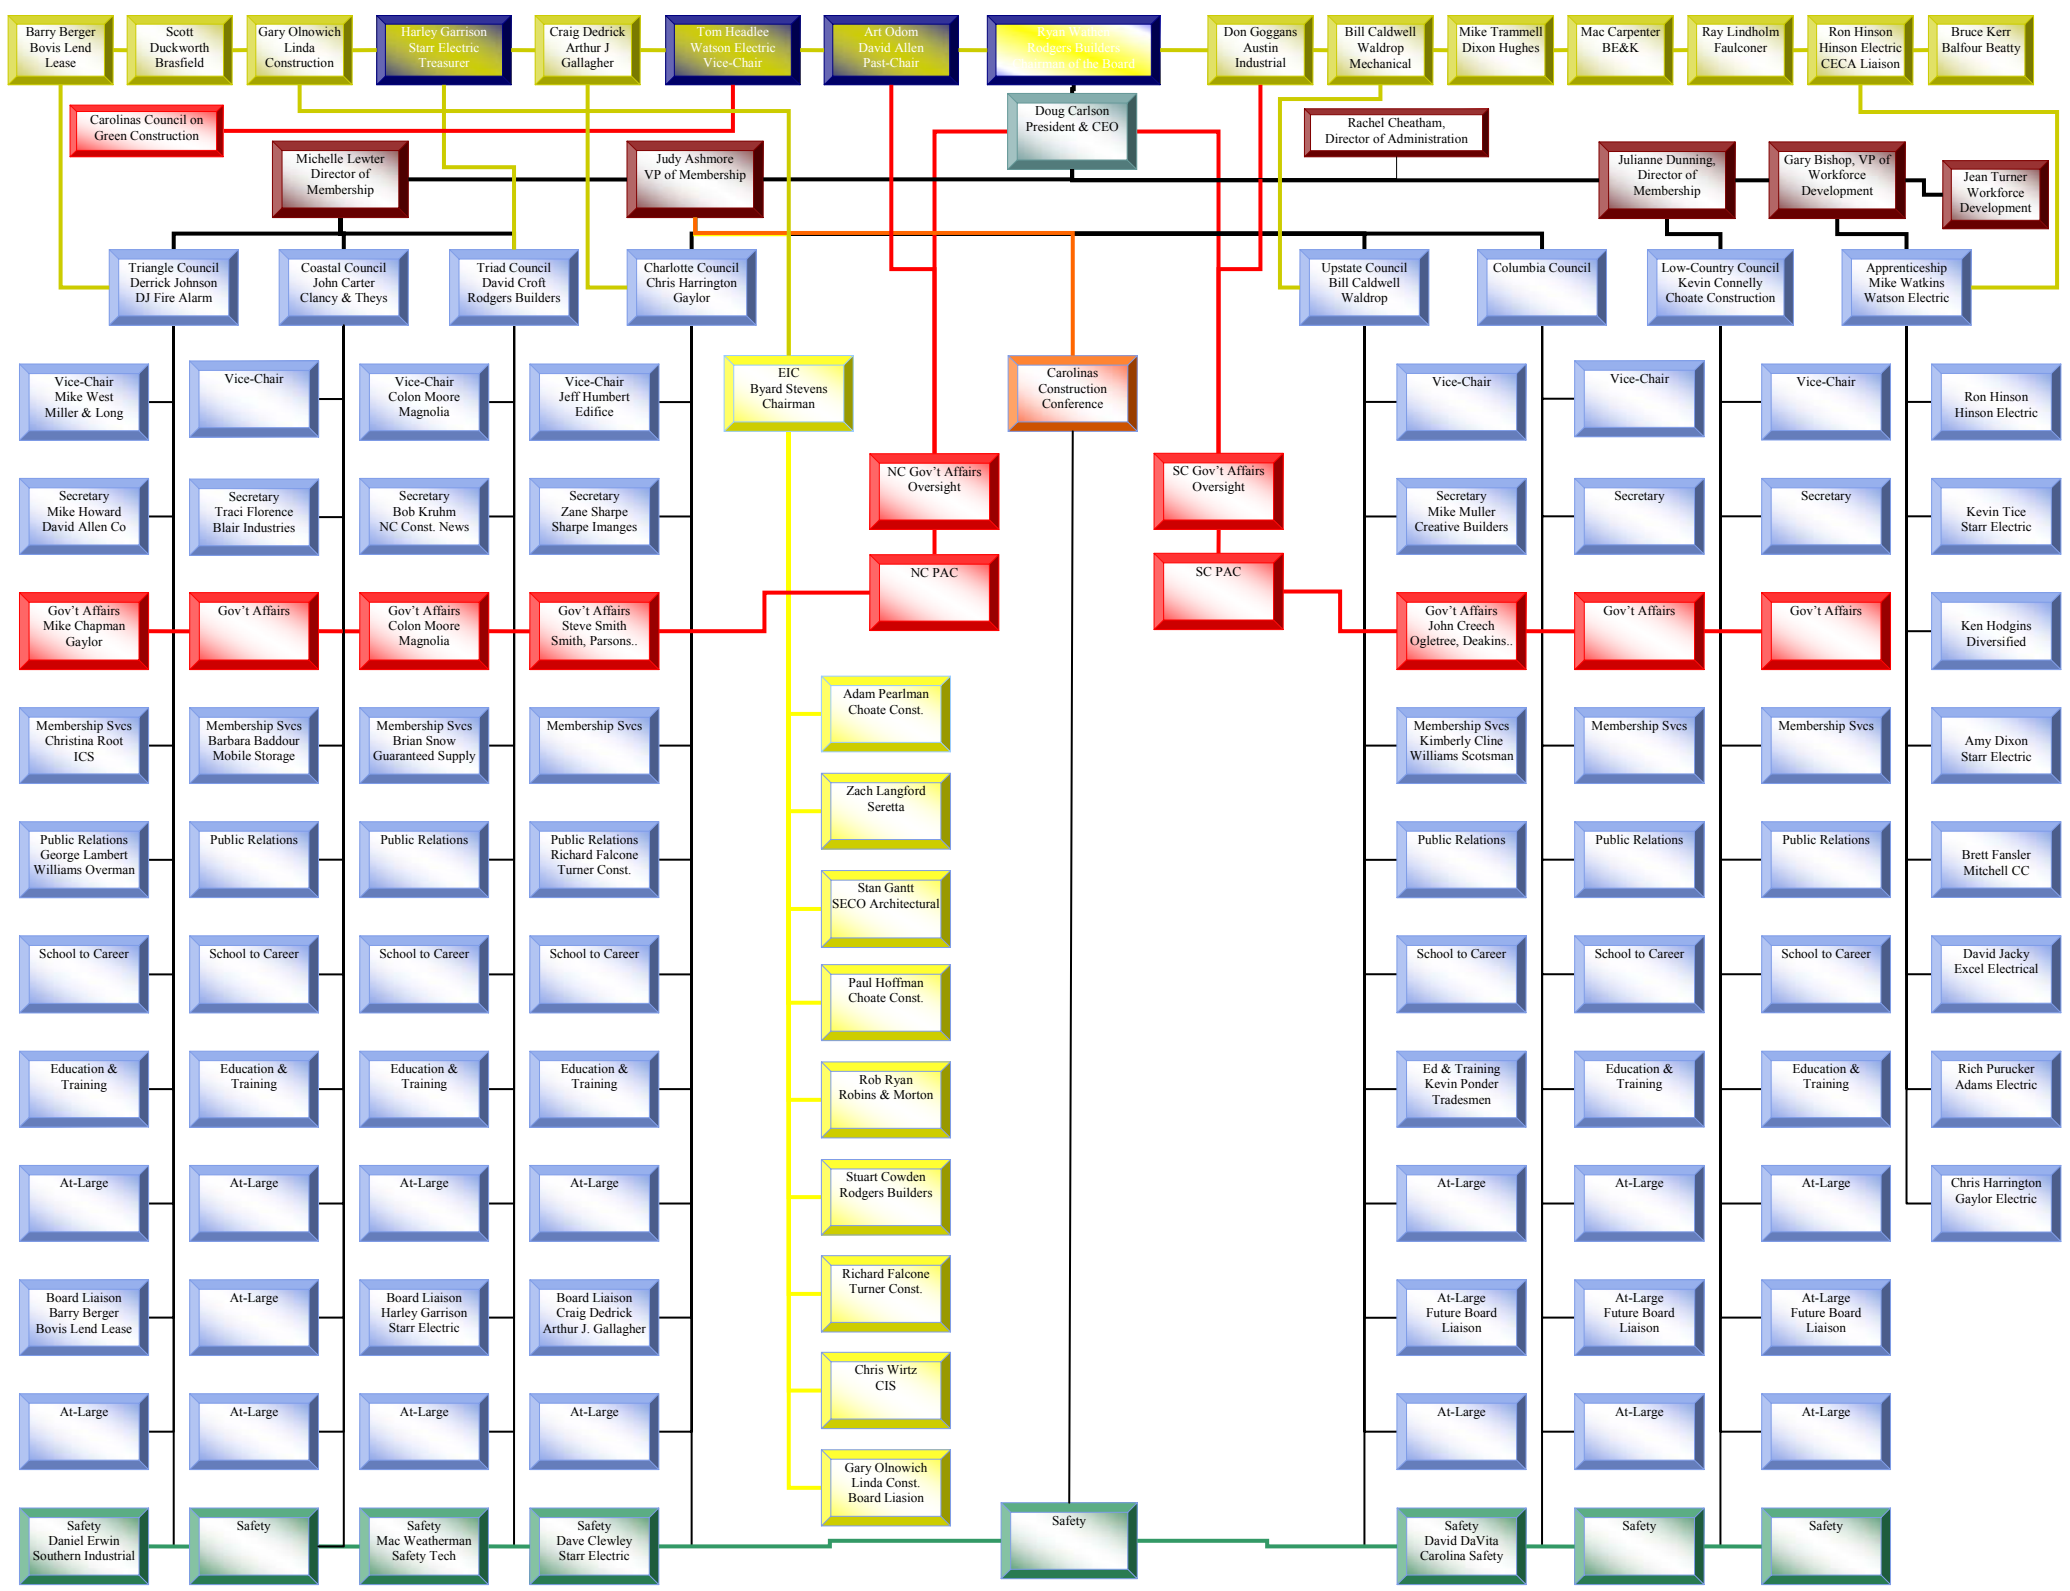 Barry Berger
Bovis Lend
Lease
Scott
Duckworth
Brasfield
Gary Olnowich
Linda
Construction
Harley Garrison
Starr Electric
Treasurer
Craig Dedrick
Arthur J
Gallagher
Tom Headlee
Watson Electric
Vice-Chair
Art Odom
David Allen
Past-Chair
Ryan
Rodgers Builders
Chairman of the Board
Don Goggans
Austin
Industrial
Bill Caldwell
Waldrop
Mechanical
Mike Trammell
Dixon Hughes
Mac Carpenter
BE&K
Ray Lindholm
Faulconer
Ron Hinson
Hinson Electric
CECA Liaison
Bruce Kerr
Balfour Beatty
Carolinas Council on
Green Construction
Doug Carlson
President & CEO
Rachel Cheatham,
Director of Administration
Michelle Lewter
Director of
Membership
Judy Ashmore
VP of Membership
Julianne Dunning,
Director of
Membership
Gary Bishop, VP of
Workforce
Development
Jean Turner
Workforce
Development
Triangle Council
Derrick Johnson
DJ Fire Alarm
Coastal Council
John Carter
Clancy & Theys
Triad Council
David Croft
Rodgers Builders
Charlotte Council
Chris Harrington
Gaylor
Upstate Council
Bill Caldwell
Waldrop
Columbia Council
Low-Country Council
Kevin Connelly
Choate Construction
Apprenticeship
Mike Watkins
Watson Electric
Vice-Chair
Mike West
Miller & Long
Vice-Chair
Vice-Chair
Colon Moore
Magnolia
Vice-Chair
Jeff Humbert
Edifice
EIC
Byard Stevens
Chairman
Carolinas
Construction
Conference
Vice-Chair
Vice-Chair
Vice-Chair
Ron Hinson
Hinson Electric
Secretary
Mike Howard
David Allen Co
Secretary
Traci Florence
Blair Industries
Secretary
Bob Kruhm
NC Const. News
Secretary
Zane Sharpe
Sharpe Imanges
NC Gov't Affairs
Oversight
SC Gov't Affairs
Oversight
Secretary
Mike Muller
Creative Builders
Secretary
Secretary
Kevin Tice
Starr Electric
NC PAC
SC PAC
Gov't Affairs
Mike Chapman
Gaylor
Gov't Affairs
Gov't Affairs
Colon Moore
Magnolia
Gov't Affairs
Steve Smith
Smith, Parsons..
Gov't Affairs
John Creech
Ogletree, Deakins..
Gov't Affairs
Gov't Affairs
Ken Hodgins
Diversified
Adam Pearlman
Choate Const.
Membership Svcs
Christina Root
ICS
Membership Svcs
Barbara Baddour
Mobile Storage
Membership Svcs
Brian Snow
Guaranteed Supply
Membership Svcs
Membership Svcs
Kimberly Cline
Williams Scotsman
Membership Svcs
Membership Svcs
Amy Dixon
Starr Electric
Zach Langford
Seretta
Public Relations
George Lambert
Williams Overman
Public Relations
Public Relations
Public Relations
Richard Falcone
Turner Const.
Public Relations
Public Relations
Public Relations
Brett Fansler
Mitchell CC
Stan Gantt
SECO Architectural
School to Career
School to Career
School to Career
School to Career
Paul Hoffman
Choate Const.
School to Career
School to Career
School to Career
David Jacky
Excel Electrical
Education &
Training
Education &
Training
Education &
Training
Education &
Training
Rob Ryan
Robins & Morton
Ed & Training
Kevin Ponder
Tradesmen
Education &
Training
Education &
Training
Rich Purucker
Adams Electric
At-Large
At-Large
At-Large
At-Large
Stuart Cowden
Rodgers Builders
At-Large
At-Large
At-Large
Chris Harrington
Gaylor Electric
Board Liaison
Barry Berger
Bovis Lend Lease
At-Large
Board Liaison
Harley Garrison
Starr Electric
Board Liaison
Craig Dedrick
Arthur J. Gallagher
Richard Falcone
Turner Const.
At-Large
Future Board
Liaison
At-Large
Future Board
Liaison
At-Large
Future Board
Liaison
Chris Wirtz
CIS
At-Large
At-Large
At-Large
At-Large
At-Large
At-Large
At-Large
Gary Olnowich
Linda Const.
Board Liasion
Safety
Daniel Erwin
Southern Industrial
Safety
Safety
Mac Weatherman
Safety Tech
Safety
Dave Clewley
Starr Electric
Safety
Safety
David DaVita
Carolina Safety
Safety
Safety